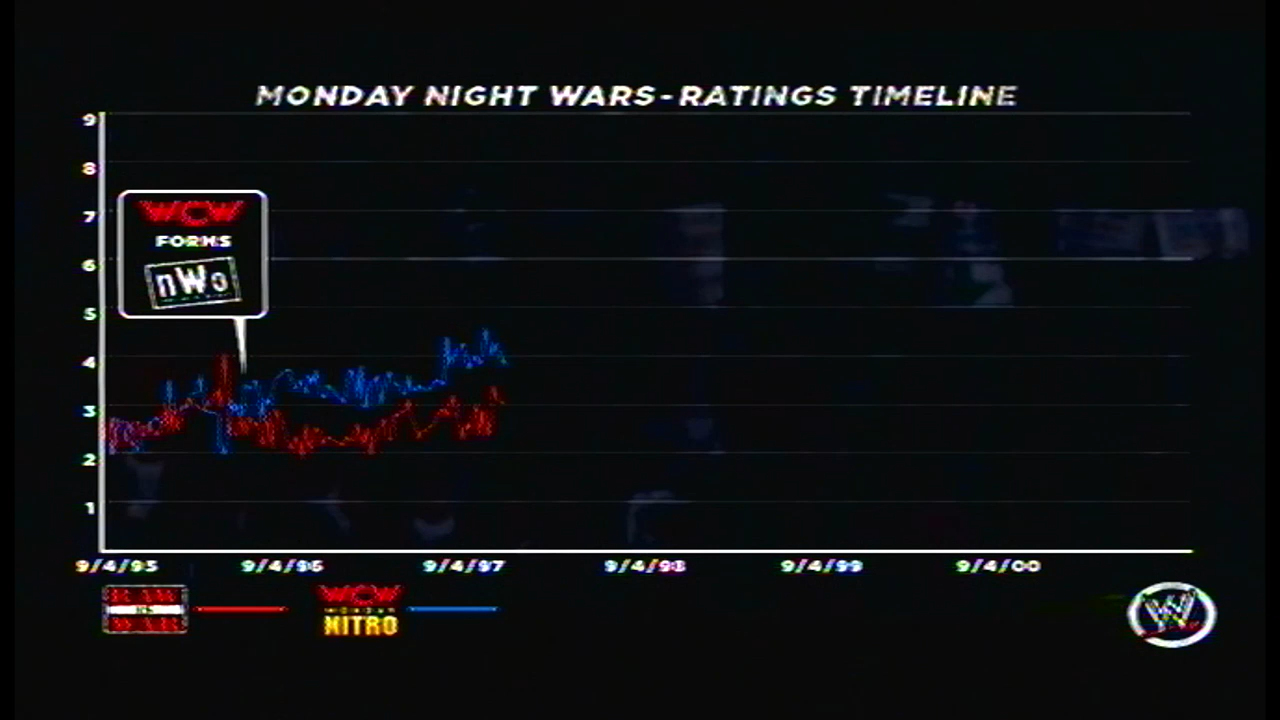 MONDAY NIGHT WARS-RATINGS TIMELINE
9
8
7
6
5
4
3
2
1
WCW
FORMS
nWo
9/4/95 9/4/96 9/4/97 9/4/98 9/4/99 9/4/00
RAW
IS
WCW
MONDAY
NITRO
W